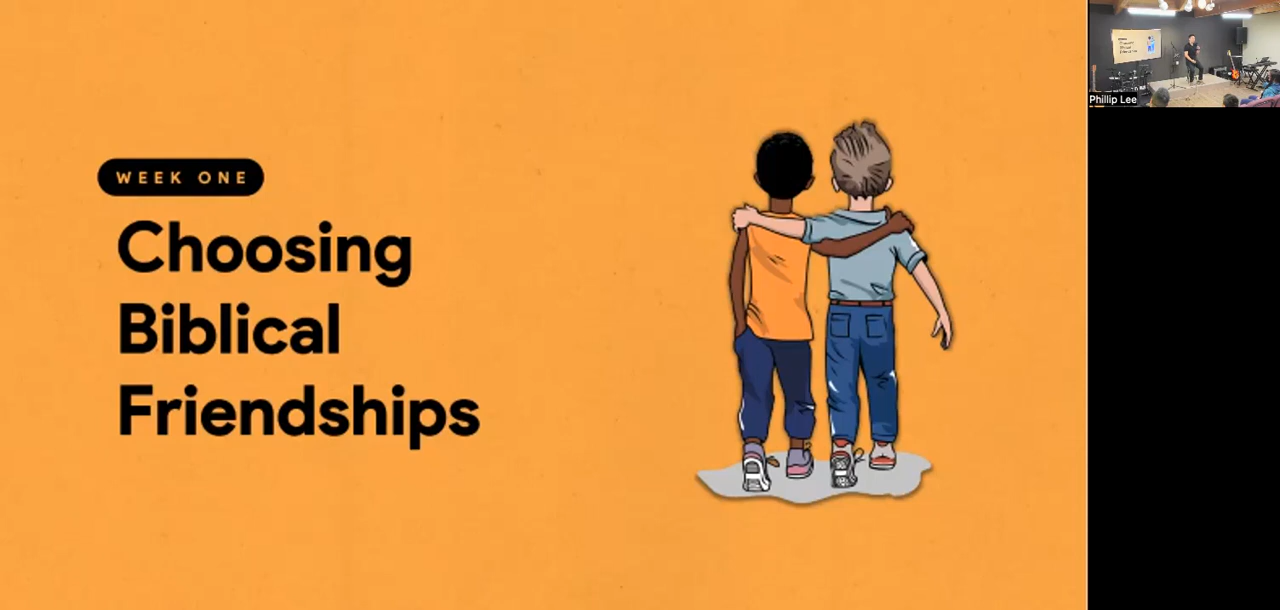 WEEK ONE
Choosing
Biblical
Friendships
Phillip Lee